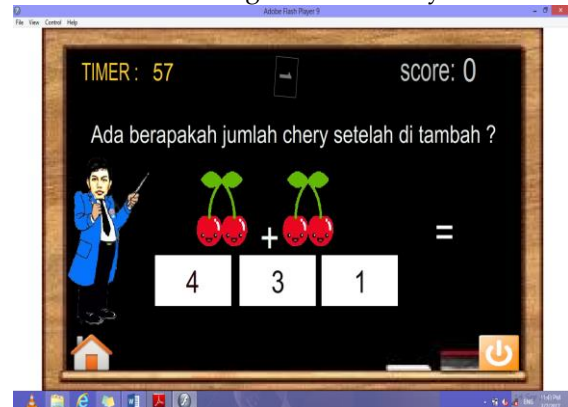 Adobe Flash Player 9
File View Control Help
TIMER : 57
1
score: 0
Ada berapakah jumlah chery setelah di tambah ?
+ =
4 3 1